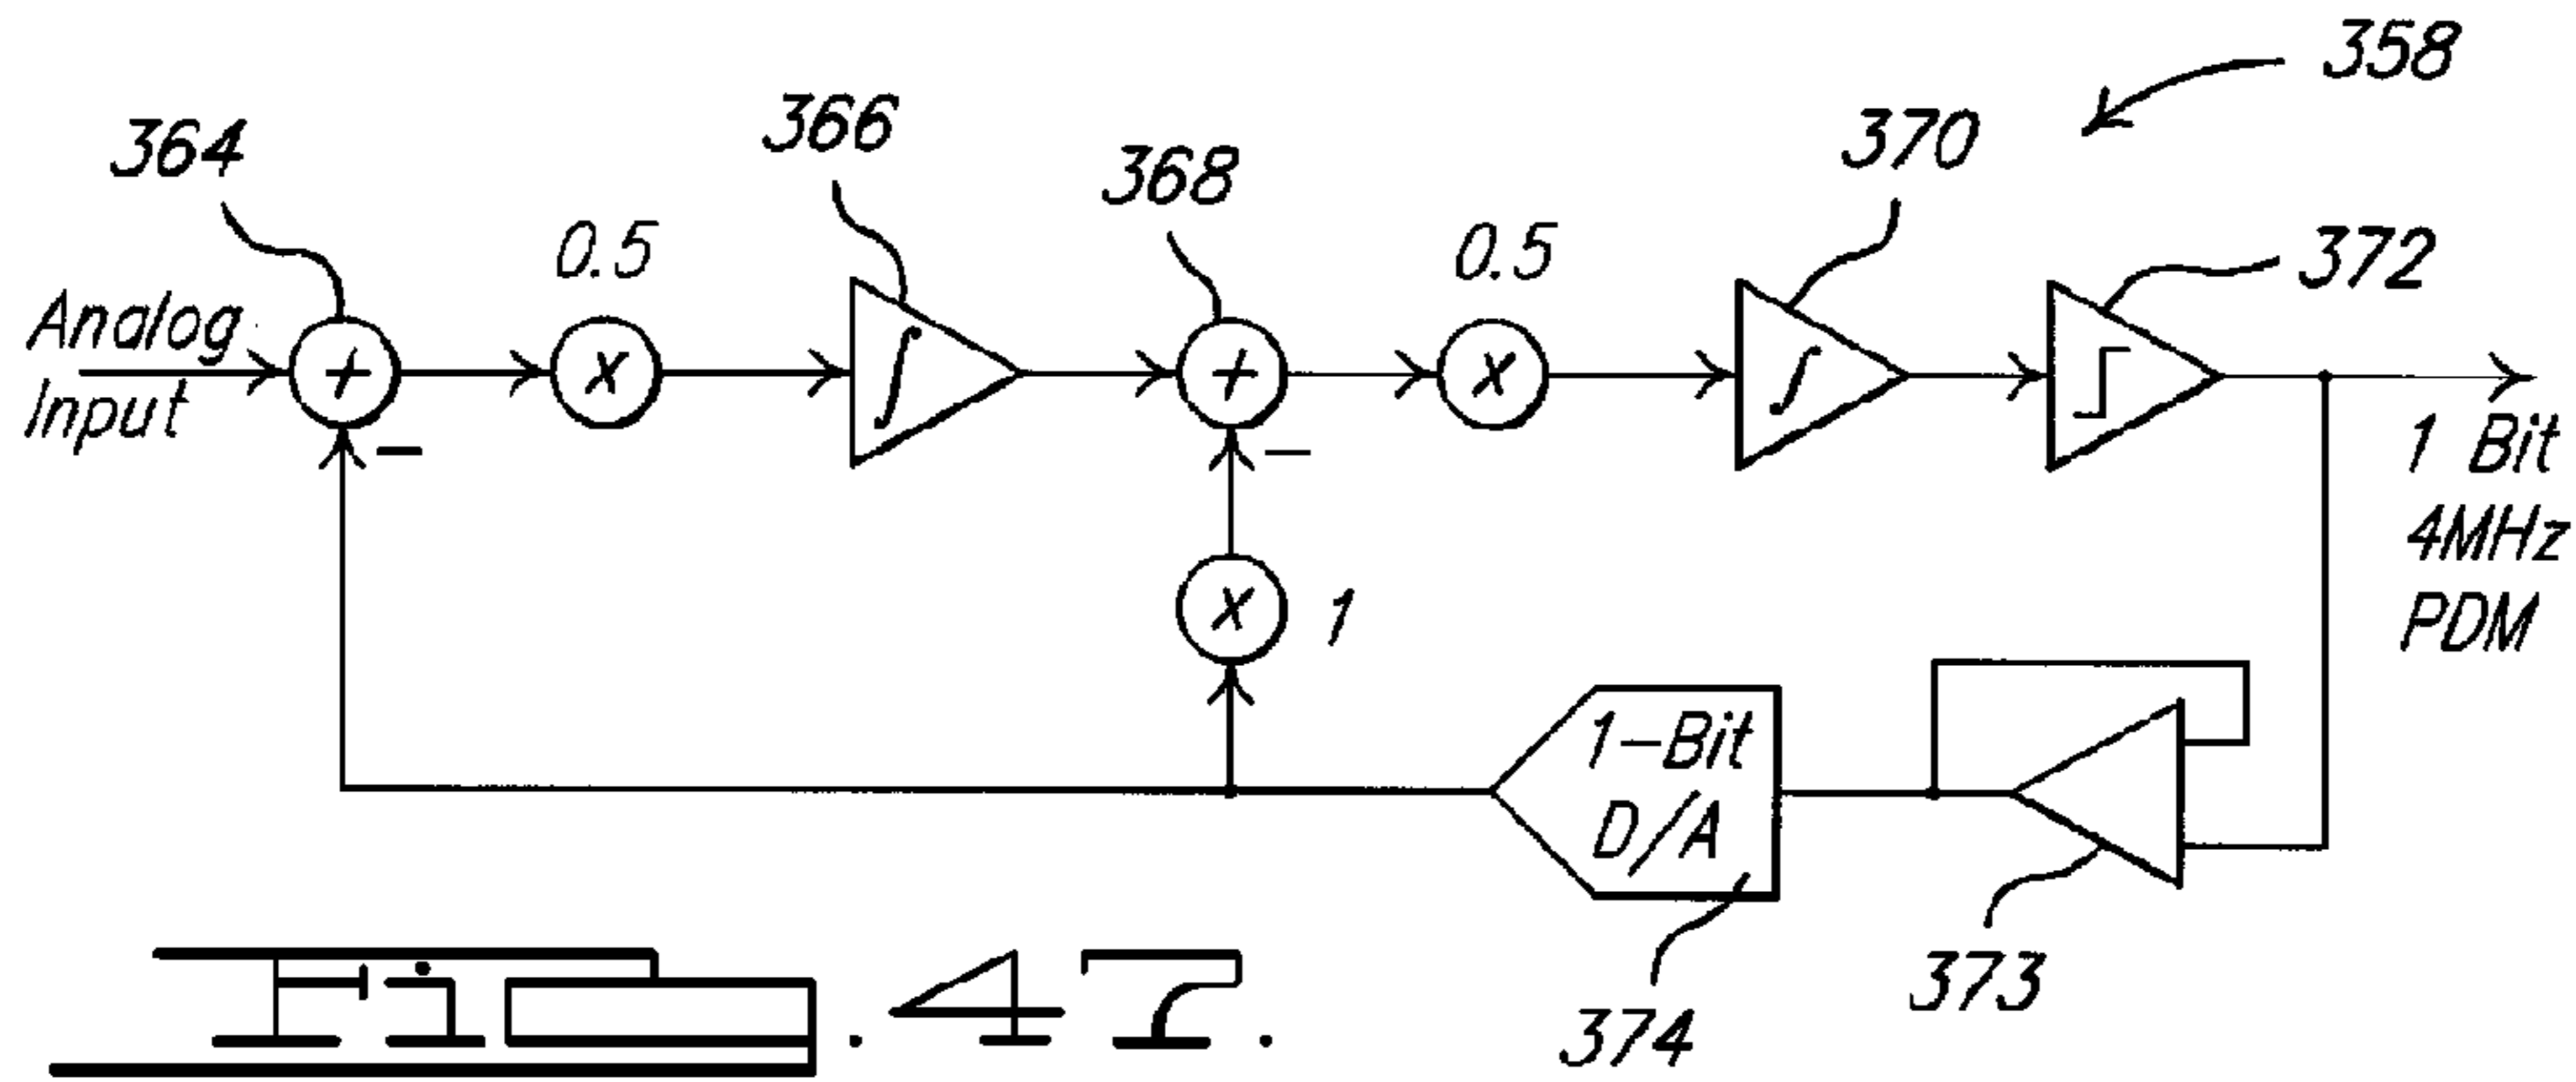 358
364
366
368
370
372
0.5
0.5
Analog
Input
+
x
∫
+
x
∫
−
−
x
1
1 Bit
4MHz
PDM
1-Bit
D/A
373
374
Fig. 47.